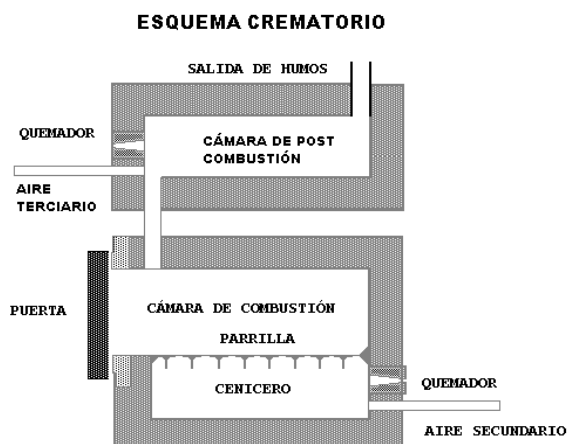 ESQUEMA CREMATORIO
SALIDA DE HUMOS
QUEMADOR
CÁMARA DE POST
COMBUSTIÓN
AIRE
TERCIARIO
PUERTA
CÁMARA DE COMBUSTIÓN
PARRILLA
CENICERO
QUEMADOR
AIRE SECUNDARIO